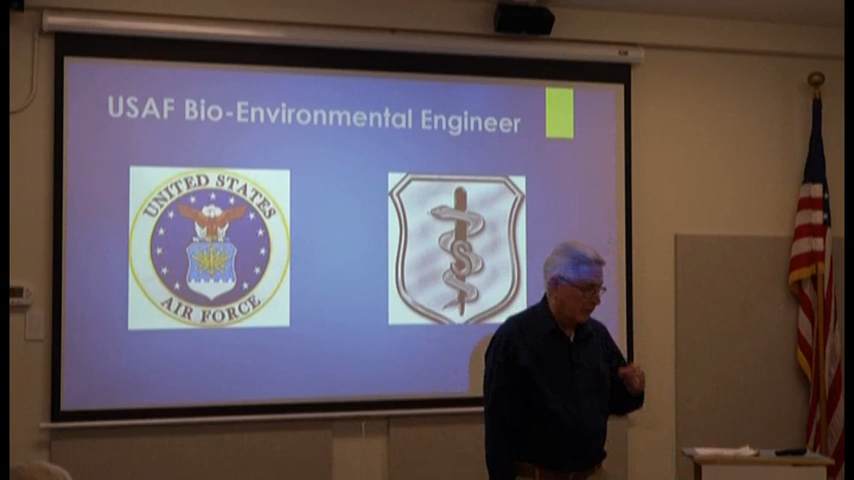 USAF Bio-Environmental Engineer
UNITED STATES
AIR FORCE
S